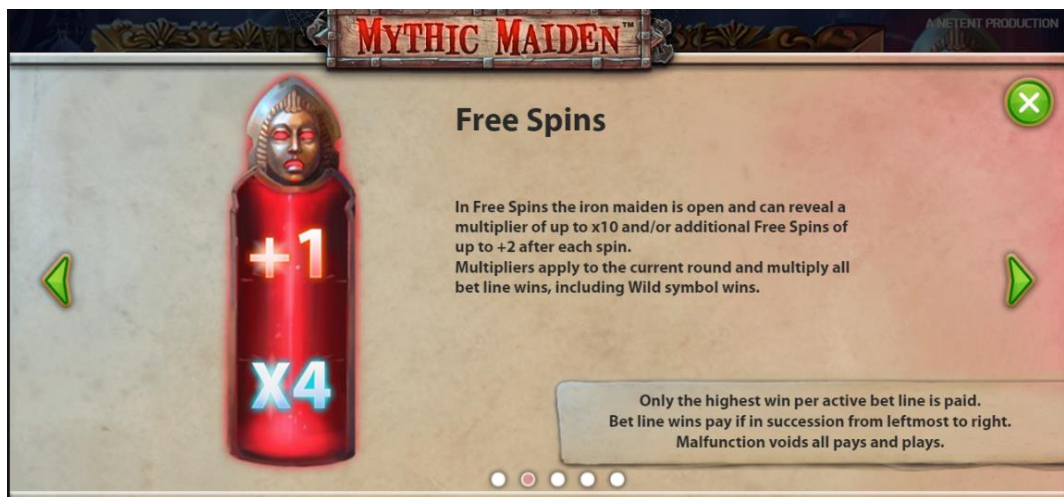 MYTHIC MAIDEN™
A NETENT PRODUCTION
Free Spins
In Free Spins the iron maiden is open and can reveal a
multiplier of up to x10 and/or additional Free Spins of
up to +2 after each spin.
Multipliers apply to the current round and multiply all
bet line wins, including Wild symbol wins.
+1
X4
Only the highest win per active bet line is paid.
Bet line wins pay if in succession from leftmost to right.
Malfunction voids all pays and plays.